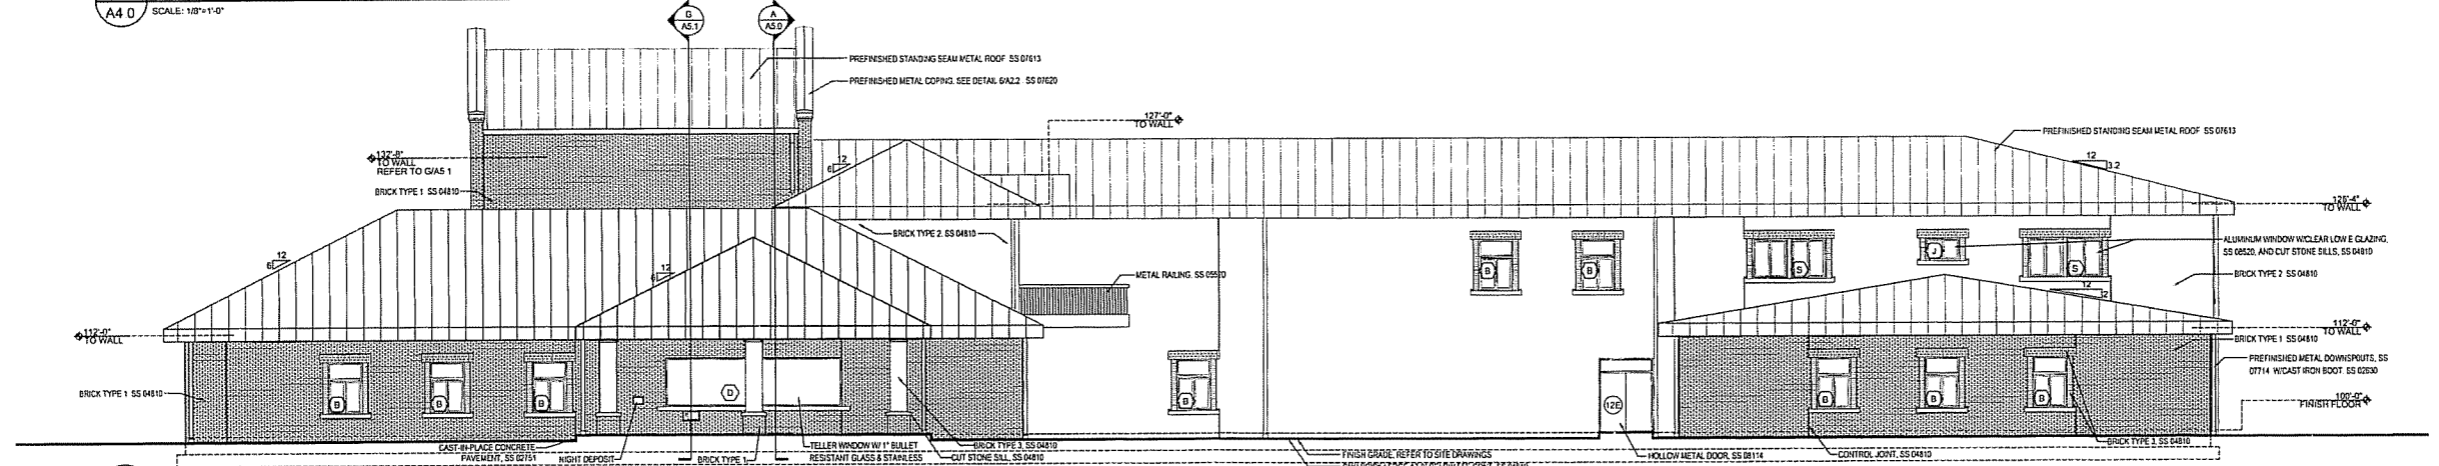 A4.0
SCALE: 1/8"=1'-0"
G
A5.1
A
A5.0
PREFINISHED STANDING SEAM METAL ROOF SS 07613
PREFINISHED METAL COPING. SEE DETAIL 6/A2.2 SS 07620
127'-0"
TO WALL
PREFINISHED STANDING SEAM METAL ROOF SS 07613
132'-8"
TO WALL
REFER TO G/A5 1
12
6
12
3.2
BRICK TYPE 1 SS 04810
126'-4"
TO WALL
BRICK TYPE 2. SS 04810
12
6
12
6
B
B
S
J
S
ALUMINUM WINDOW W/CLEAR LOW E GLAZING,
SS 08520, AND CUT STONE SILLS, SS 04810
METAL RAILING. SS 05520
BRICK TYPE 2 SS 04810
12
2
112'-0"
TO WALL
112'-0"
TO WALL
BRICK TYPE 1 SS 04810
PREFINISHED METAL DOWNSPOUTS, SS
07714 W/CAST IRON BOOT. SS 02630
BRICK TYPE 1 SS 04810
B
B
B
D
B
12E
B
B
B
100'-0"
FINISH FLOOR
CAST-IN-PLACE CONCRETE
PAVEMENT, SS 02751
NIGHT DEPOSIT
BRICK TYPE 1
TELLER WINDOW W/ 1" BULLET
RESISTANT GLASS & STAINLESS
BRICK TYPE 3, SS 04810
CUT STONE SILL, SS 04810
FINISH GRADE, REFER TO SITE DRAWINGS
HOLLOW METAL DOOR, SS 08114
CONTROL JOINT, SS 04810
BRICK TYPE 3, SS 04810